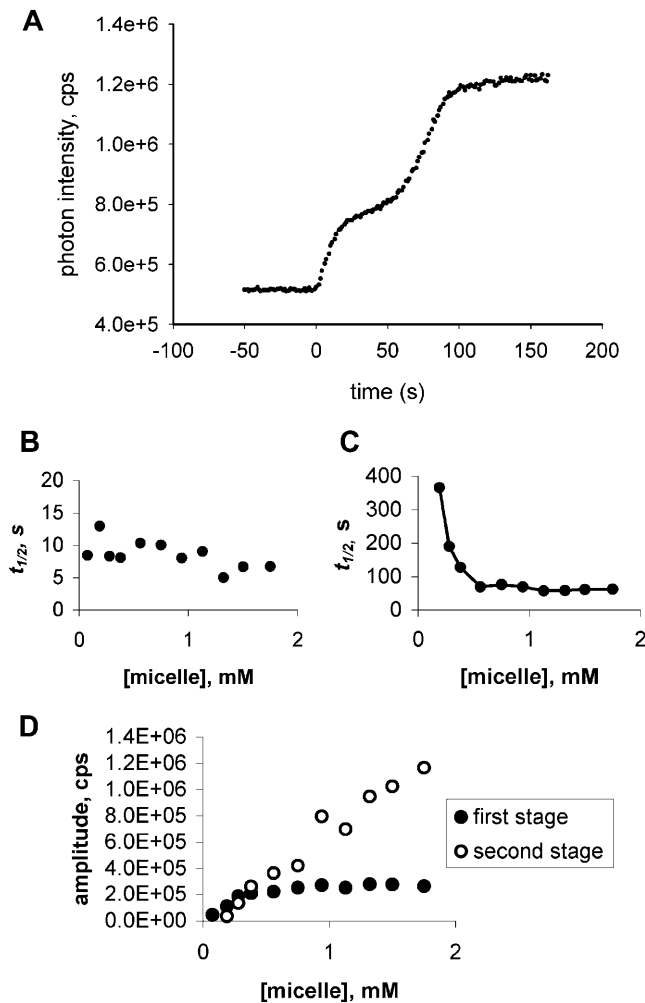 A
photon intensity, cps
1.4e+6
1.2e+6
1.0e+6
8.0e+5
6.0e+5
4.0e+5
-100 -50 0 50 100 150 200
time (s)
B
t1/2, s
20
15
10
5
0
0 1 2
[micelle], mM
C
t1/2, s
400
300
200
100
0
0 1 2
[micelle], mM
D
amplitude, cps
1.4E+06
1.2E+06
1.0E+06
8.0E+05
6.0E+05
4.0E+05
2.0E+05
0.0E+00
0 1 2
[micelle], mM
first stage
second stage